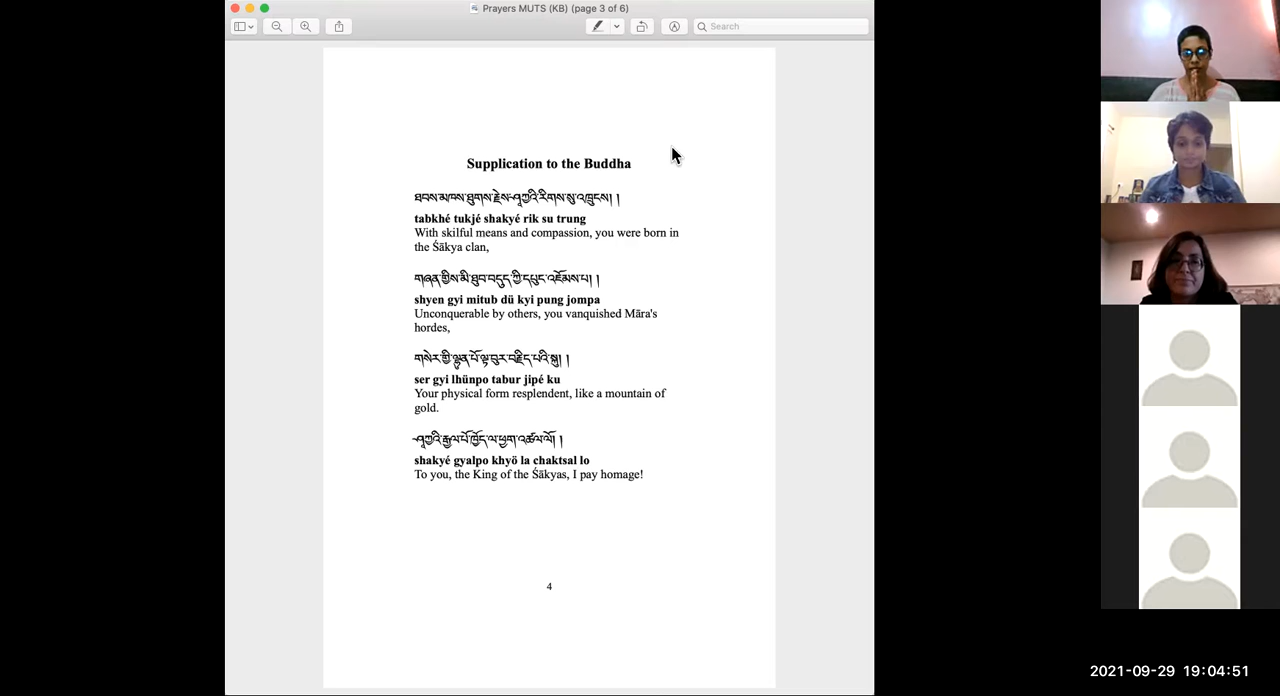 Prayers MUTS (KB) (page 3 of 6)
Search
Supplication to the Buddha
ཐབས་མཁས་ཐུགས་རྗེས་ཤཱཀྱའི་རིགས་སུ་འཁྲུངས། །
tabkhé tukjé shakyé rik su trung
With skilful means and compassion, you were born in
the Śākya clan,
གཞན་གྱིས་མི་ཐུབ་བདུད་ཀྱི་དཔུང་འཇོམས་པ། །
shyen gyi mitub dü kyi pung jompa
Unconquerable by others, you vanquished Māra's
hordes,
གསེར་གྱི་ལྷུན་པོ་ལྟ་བུར་བརྗིད་པའི་སྐུ། །
ser gyi lhünpo tabur jipé ku
Your physical form resplendent, like a mountain of
gold.
ཤཱཀྱའི་རྒྱལ་པོ་ཁྱོད་ལ་ཕྱག་འཚལ་ལོ། །
shakyé gyalpo khyö la chaktsal lo
To you, the King of the Śākyas, I pay homage!
4
2021-09-29 19:04:51